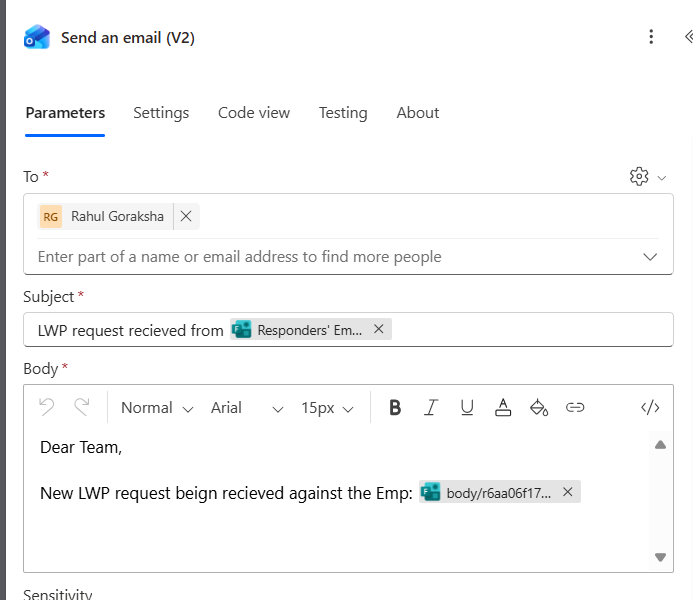 Send an email (V2)
Parameters Settings Code view Testing About
To *
RG Rahul Goraksha
Enter part of a name or email address to find more people
Subject *
LWP request recieved from Responders' Em...
Body *
Normal Arial 15px B I U A </>
Dear Team,
New LWP request beign recieved against the Emp: body/r6aa06f17...
Sensitivity